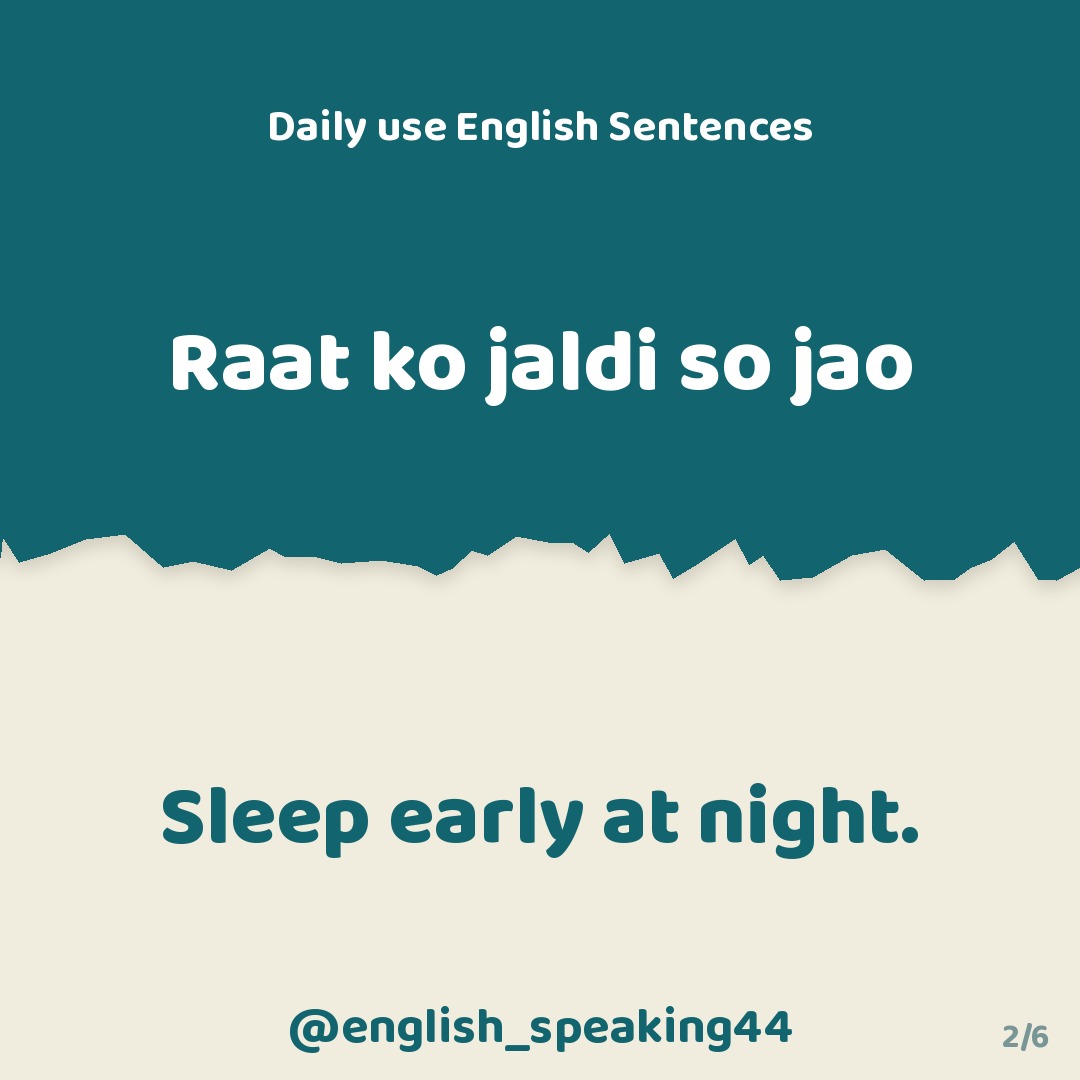 Daily use English Sentences
Raat ko jaldi so jao
Sleep early at night.
@english_speaking44
2/6